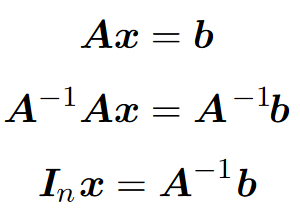 Ax = b
A⁻¹Ax = A⁻¹b
Iₙx = A⁻¹b